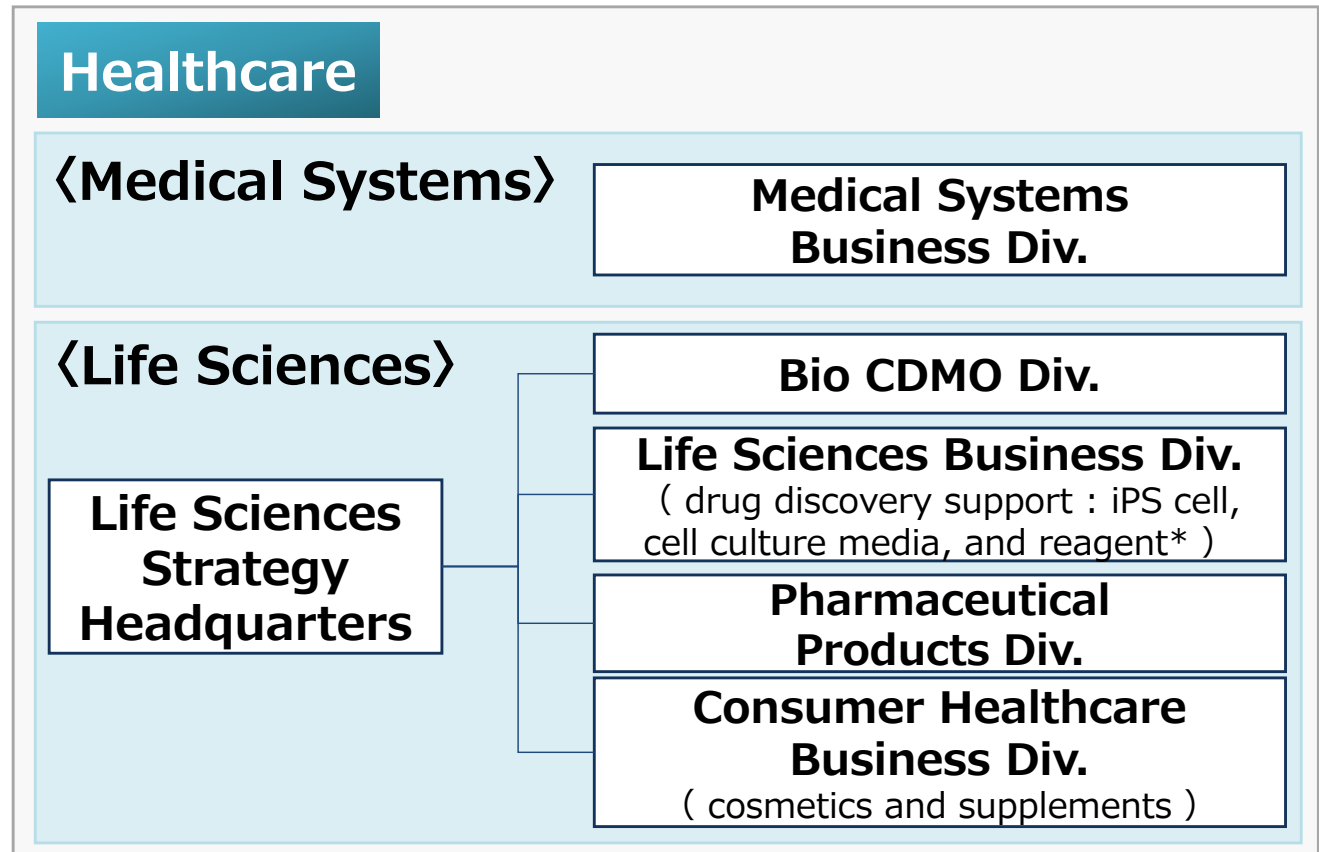 Healthcare
〈Medical Systems〉
Medical Systems
Business Div.
〈Life Sciences〉
Life Sciences
Strategy
Headquarters
Bio CDMO Div.
Life Sciences Business Div.
（ drug discovery support : iPS cell,
cell culture media, and reagent* ）
Pharmaceutical
Products Div.
Consumer Healthcare
Business Div.
（ cosmetics and supplements ）